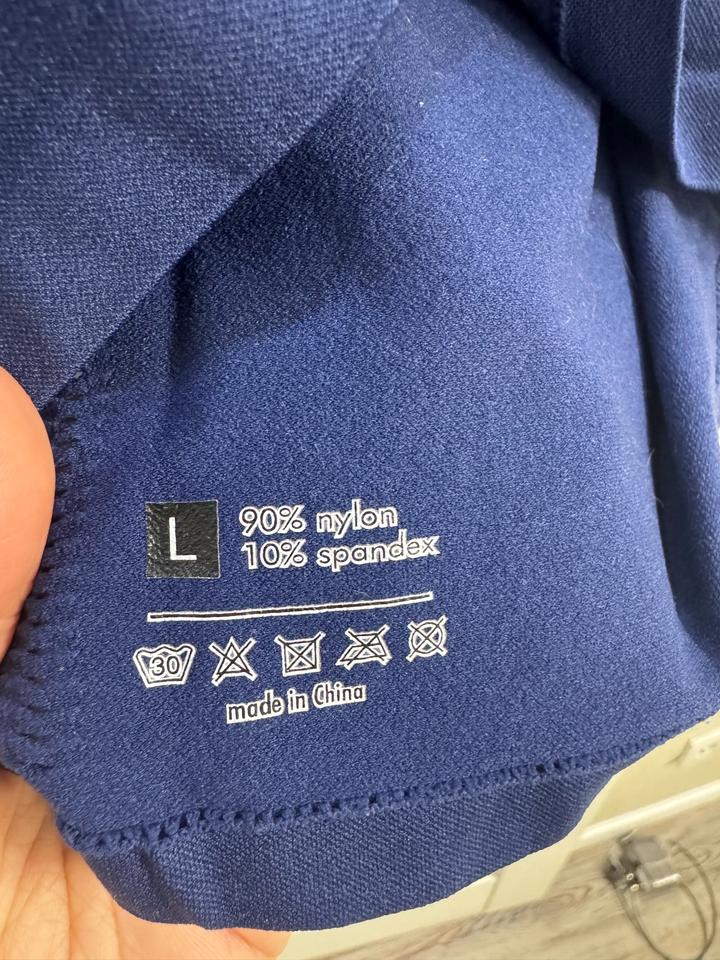 L
90% nylon
10% spandex
30
made in China